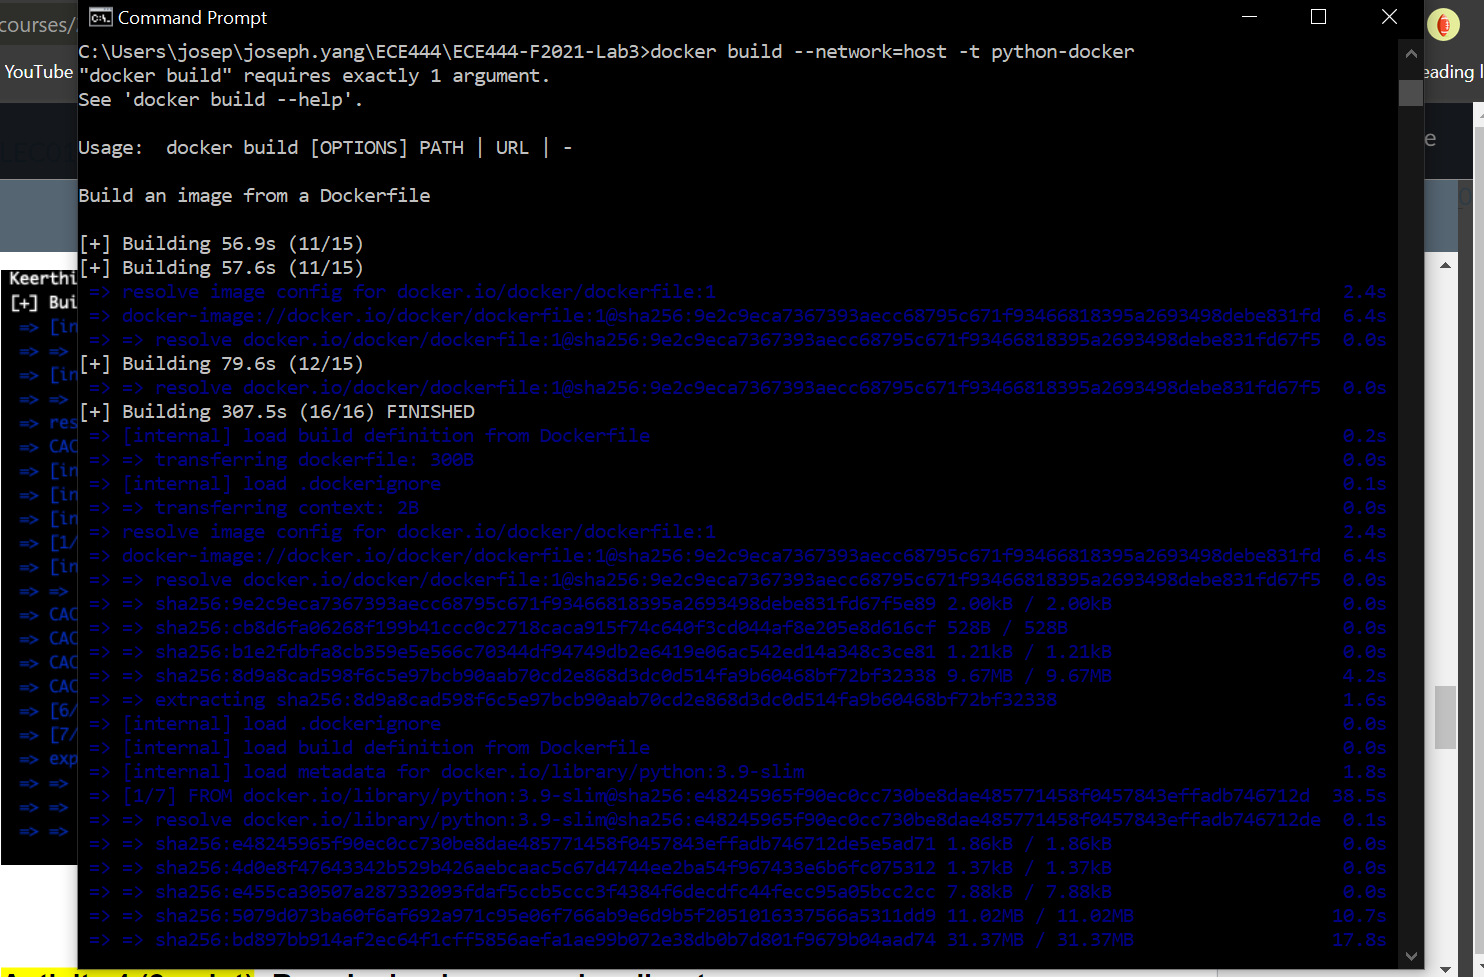 courses/
YouTube
eading l
e
Command Prompt
C:\Users\josep\joseph.yang\ECE444\ECE444-F2021-Lab3>docker build --network=host -t python-docker
"docker build" requires exactly 1 argument.
See 'docker build --help'.
Usage:  docker build [OPTIONS] PATH | URL | -
Build an image from a Dockerfile
[+] Building 56.9s (11/15)
[+] Building 57.6s (11/15)
=> resolve image config for docker.io/docker/dockerfile:1 2.4s
=> docker-image://docker.io/docker/dockerfile:1@sha256:9e2c9eca7367393aecc68795c671f93466818395a2693498debe831fd 6.4s
=> => resolve docker.io/docker/dockerfile:1@sha256:9e2c9eca7367393aecc68795c671f93466818395a2693498debe831fd67f5 0.0s
[+] Building 79.6s (12/15)
=> => resolve docker.io/docker/dockerfile:1@sha256:9e2c9eca7367393aecc68795c671f93466818395a2693498debe831fd67f5 0.0s
[+] Building 307.5s (16/16) FINISHED
=> [internal] load build definition from Dockerfile 0.2s
=> => transferring dockerfile: 300B 0.0s
=> [internal] load .dockerignore 0.1s
=> => transferring context: 2B 0.0s
=> resolve image config for docker.io/docker/dockerfile:1 2.4s
=> docker-image://docker.io/docker/dockerfile:1@sha256:9e2c9eca7367393aecc68795c671f93466818395a2693498debe831fd 6.4s
=> => resolve docker.io/docker/dockerfile:1@sha256:9e2c9eca7367393aecc68795c671f93466818395a2693498debe831fd67f5 0.0s
=> => sha256:9e2c9eca7367393aecc68795c671f93466818395a2693498debe831fd67f5e89 2.00kB / 2.00kB 0.0s
=> => sha256:cb8d6fa06268f199b41ccc0c2718caca915f74c640f3cd044af8e205e8d616cf 528B / 528B 0.0s
=> => sha256:b1e2fdbfa8cb359e5e566c70344df94749db2e6419e06ac542ed14a348c3ce81 1.21kB / 1.21kB 0.0s
=> => sha256:8d9a8cad598f6c5e97bcb90aab70cd2e868d3dc0d514fa9b60468bf72bf32338 9.67MB / 9.67MB 4.2s
=> => extracting sha256:8d9a8cad598f6c5e97bcb90aab70cd2e868d3dc0d514fa9b60468bf72bf32338 1.6s
=> [internal] load .dockerignore 0.0s
=> [internal] load build definition from Dockerfile 0.0s
=> [internal] load metadata for docker.io/library/python:3.9-slim 1.8s
=> [1/7] FROM docker.io/library/python:3.9-slim@sha256:e48245965f90ec0cc730be8dae485771458f0457843effadb746712d 38.5s
=> => resolve docker.io/library/python:3.9-slim@sha256:e48245965f90ec0cc730be8dae485771458f0457843effadb746712de 0.1s
=> => sha256:e48245965f90ec0cc730be8dae485771458f0457843effadb746712de5e5ad71 1.86kB / 1.86kB 0.0s
=> => sha256:4d0e8f47643342b529b426aebcaac5c67d4744ee2ba54f967433e6b6fc075312 1.37kB / 1.37kB 0.0s
=> => sha256:e455ca30507a287332093fdaf5ccb5ccc3f4384f6decdfc44fecc95a05bcc2cc 7.88kB / 7.88kB 0.0s
=> => sha256:5079d073ba60f6af692a971c95e06f766ab9e6d9b5f2051016337566a5311dd9 11.02MB / 11.02MB 10.7s
=> => sha256:bd897bb914af2ec64f1cff5856aefa1ae99b072e38db0b7d801f9679b04aad74 31.37MB / 31.37MB 17.8s
Keerthi
[+] Bui
=> [in
=> =>
=> [in
=> =>
=> res
=> CAC
=> [in
=> [in
=> [in
=> [1/
=> [in
=> =>
=> CAC
=> CAC
=> CAC
=> CAC
=> [6/
=> [7/
=> exp
=> =>
=> =>
=> =>